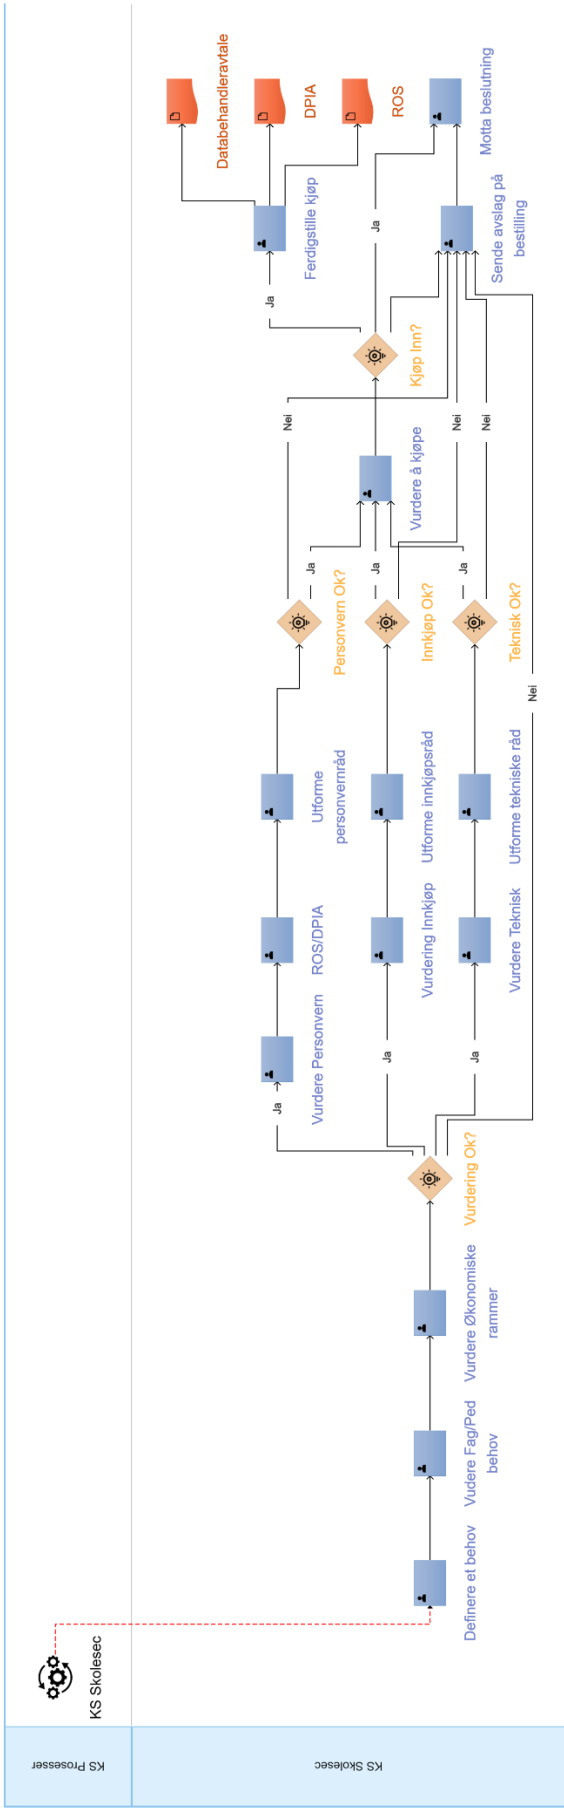 KS Prosesser
KS Skolesec
KS Skolesec
Definere et behov
Vudere Fag/Ped
behov
Vurdere Økonomiske
rammer
Vurdering Ok?
Ja
Ja
Ja
Nei
Vurdere Personvern
ROS/DPIA
Utforme
personvernråd
Personvern Ok?
Vurdering Innkjøp
Utforme innkjøpsråd
Innkjøp Ok?
Vurdere Teknisk
Utforme tekniske råd
Teknisk Ok?
Ja
Ja
Ja
Nei
Nei
Nei
Vurdere å kjøpe
Kjøp Inn?
Ja
Ja
Ferdigstille kjøp
Sende avslag på
bestilling
Databehandleravtale
DPIA
ROS
Motta beslutning